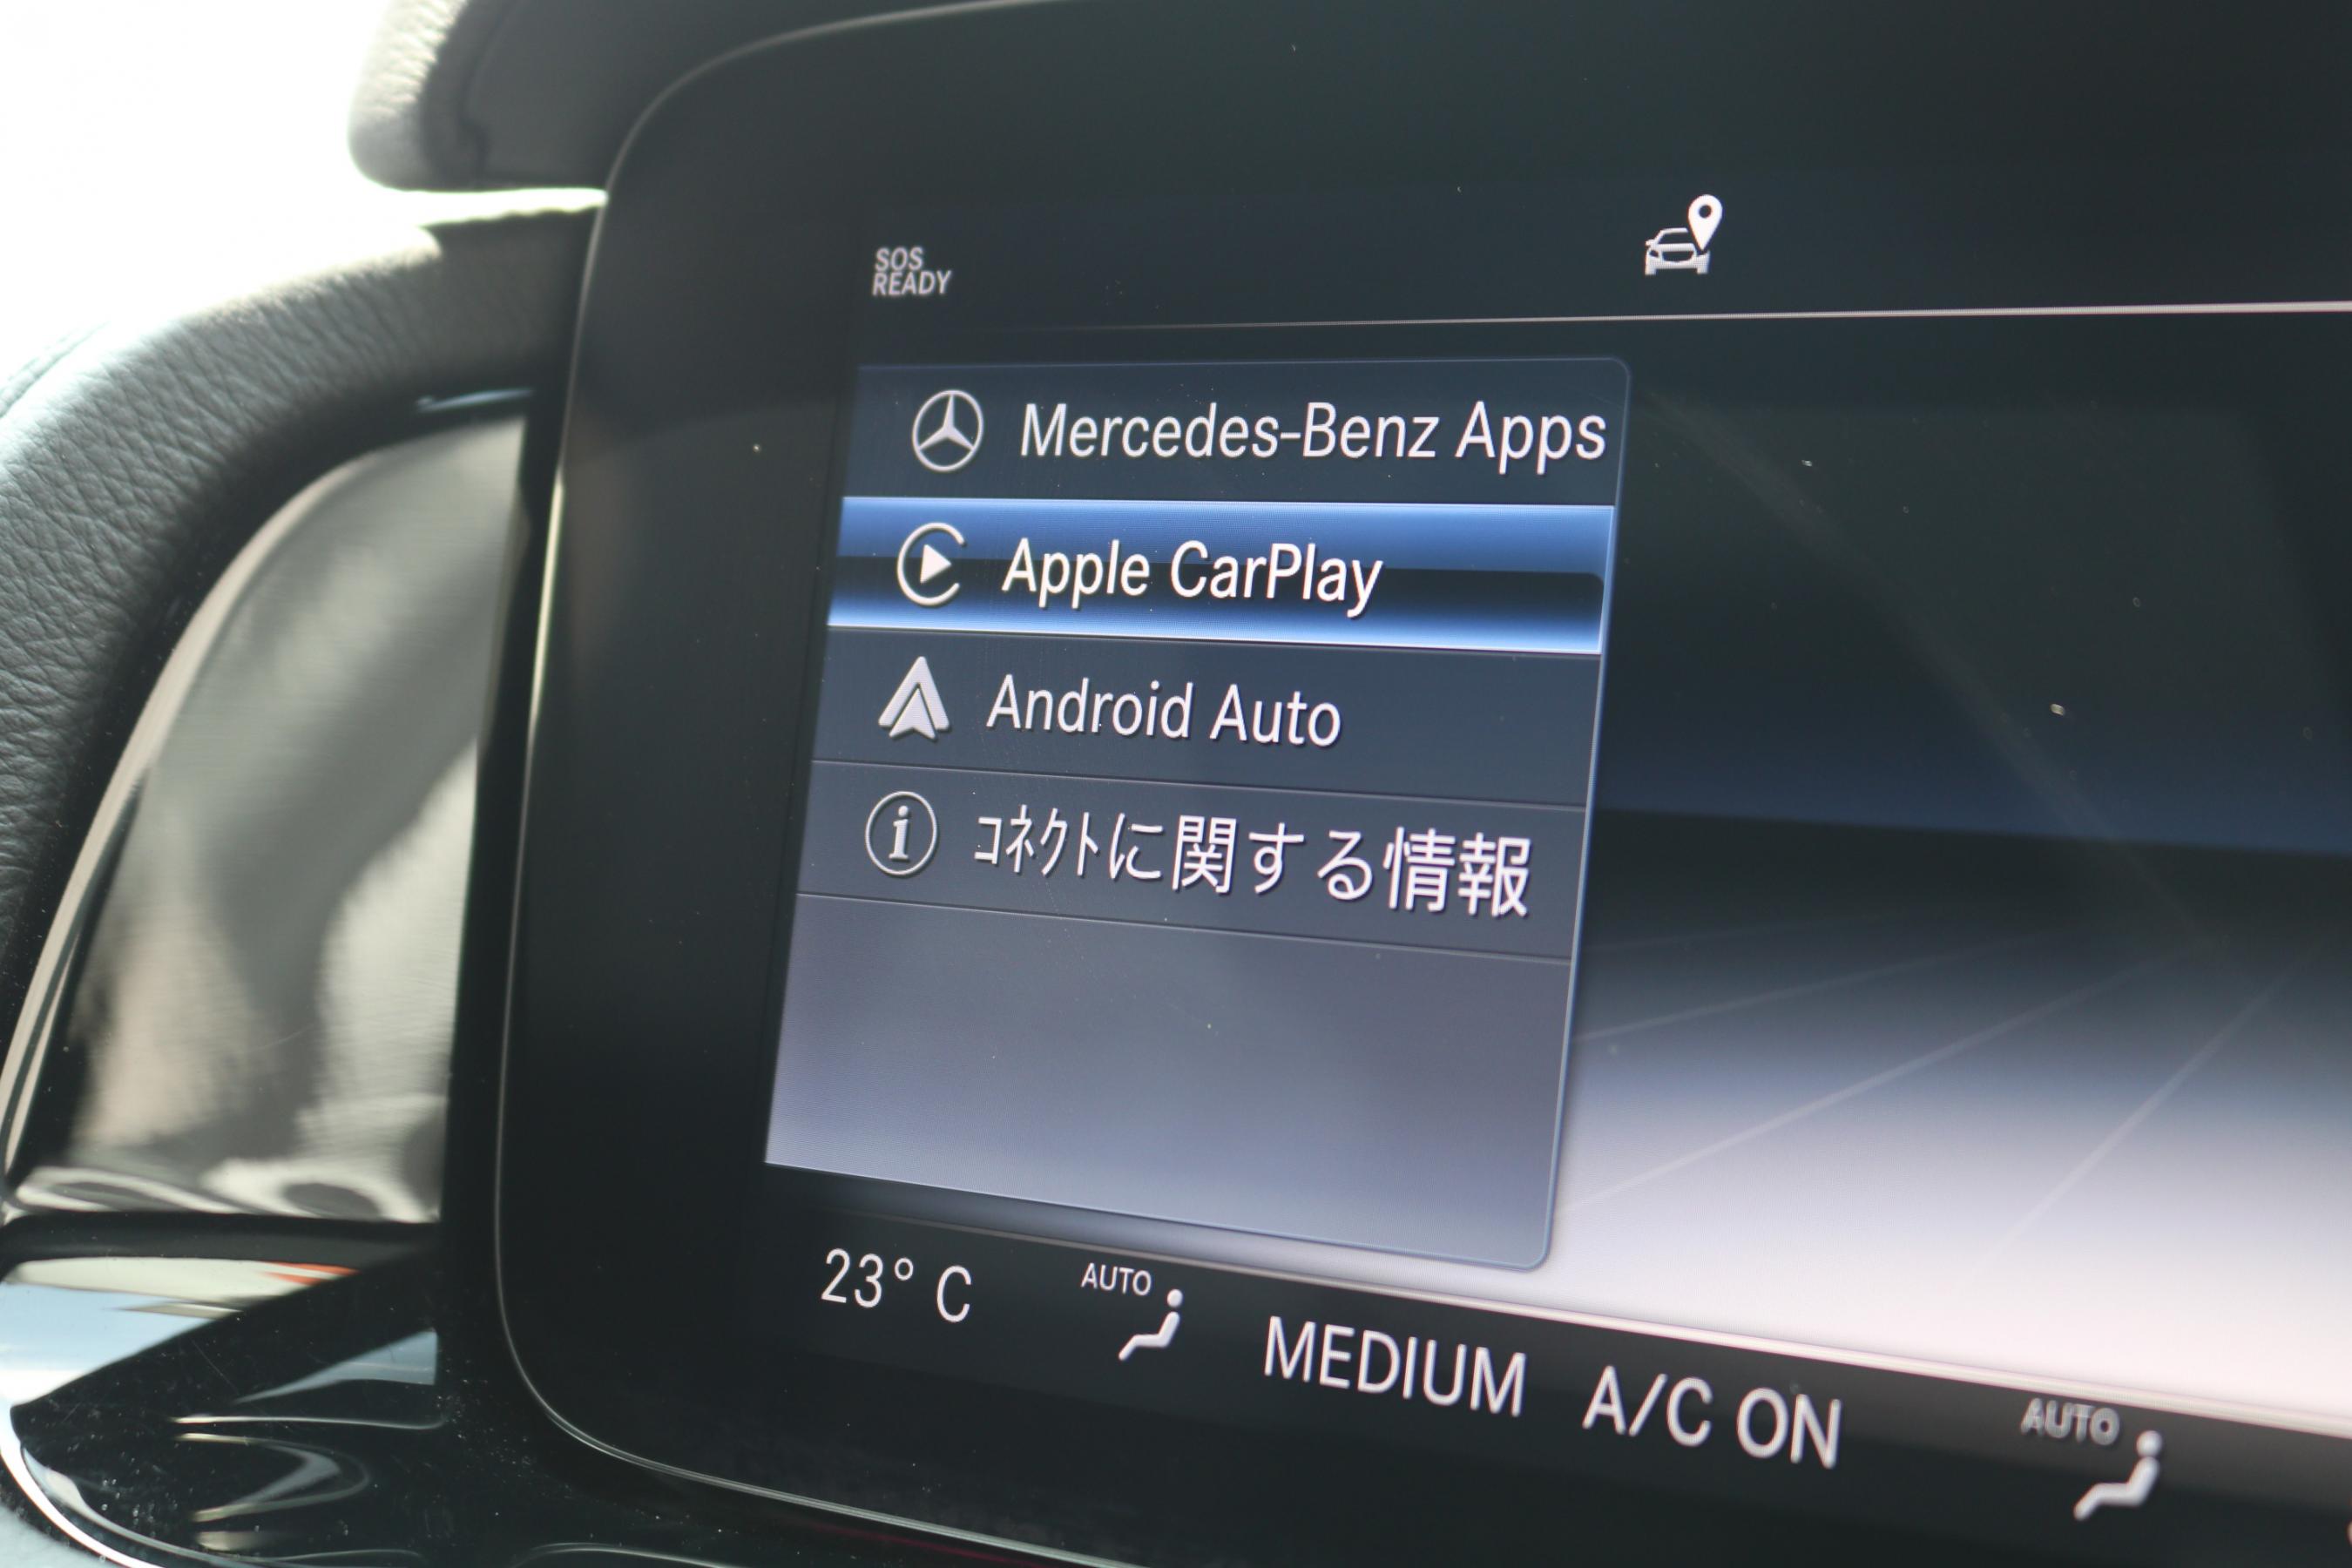 SOS
READY
Mercedes-Benz Apps
Apple CarPlay
Android Auto
ｺﾈｸﾄに関する情報
23° C
AUTO
MEDIUM
A/C ON
AUTO